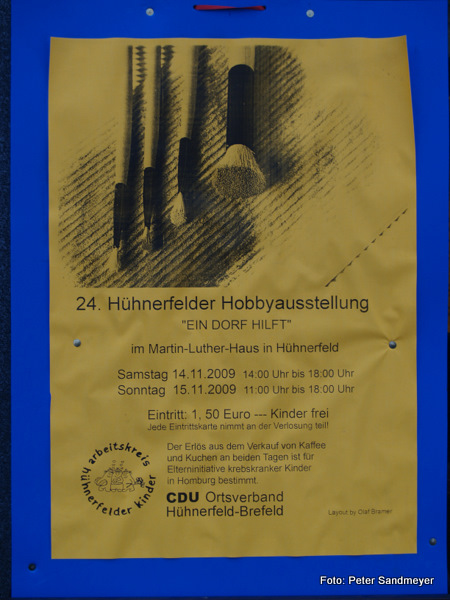 24. Hühnerfelder Hobbyausstellung
"EIN DORF HILFT"
im Martin-Luther-Haus in Hühnerfeld
Samstag 14.11.2009 14:00 Uhr bis 18:00 Uhr
Sonntag 15.11.2009 11:00 Uhr bis 18:00 Uhr
Eintritt: 1, 50 Euro --- Kinder frei
Jede Eintrittskarte nimmt an der Verlosung teil!
arbeitskreis
hühnerfelder kinder
Der Erlös aus dem Verkauf von Kaffee
und Kuchen an beiden Tagen ist für
Elterninitiative krebskranker Kinder
in Homburg bestimmt.
CDU Ortsverband
Hühnerfeld-Brefeld
Layout by Olaf Bramer
Foto: Peter Sandmeyer